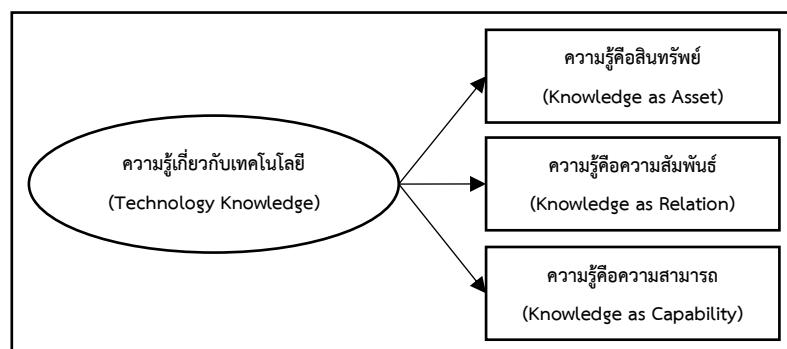 ความรู้คือสินทรัพย์
(Knowledge as Asset)
ความรู้เกี่ยวกับเทคโนโลยี
(Technology Knowledge)
ความรู้คือความสัมพันธ์
(Knowledge as Relation)
ความรู้คือความสามารถ
(Knowledge as Capability)